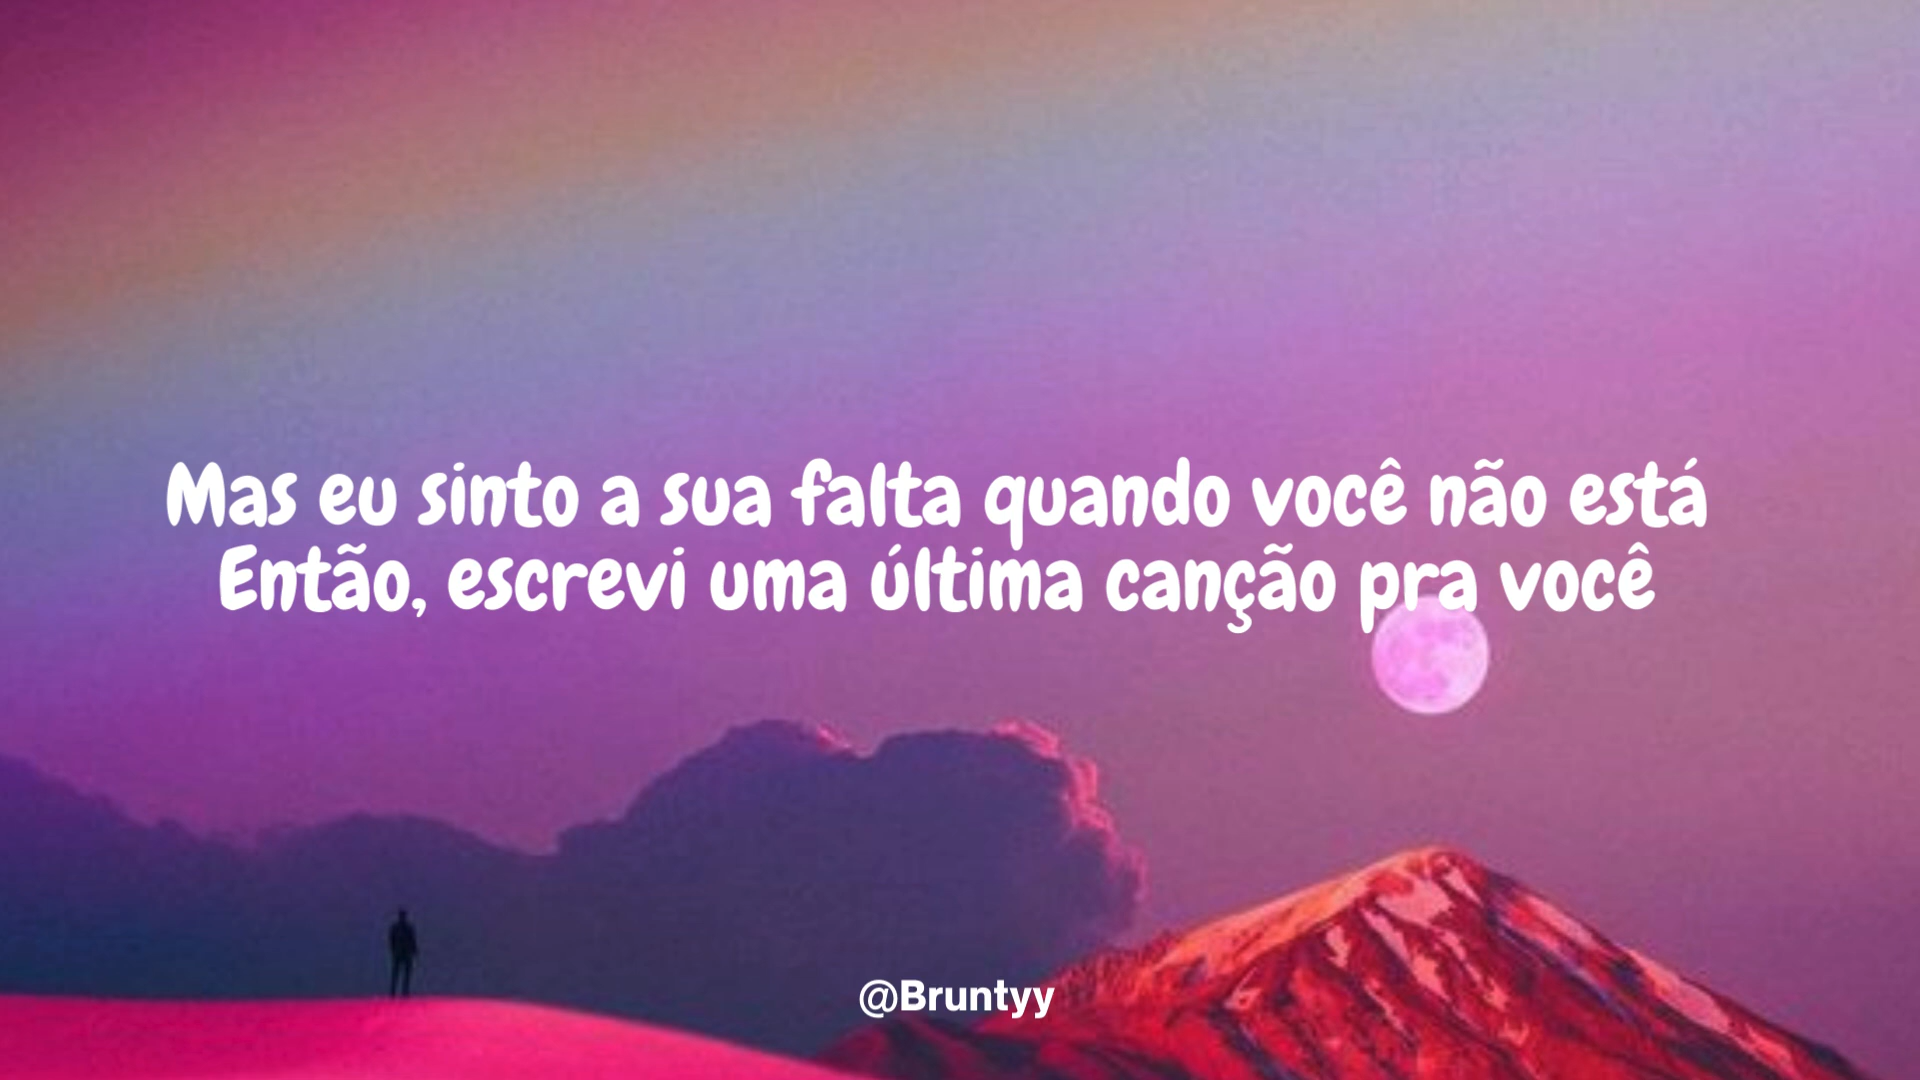 Mas eu sinto a sua falta quando você não está
Então, escrevi uma última canção pra você
@Bruntyy